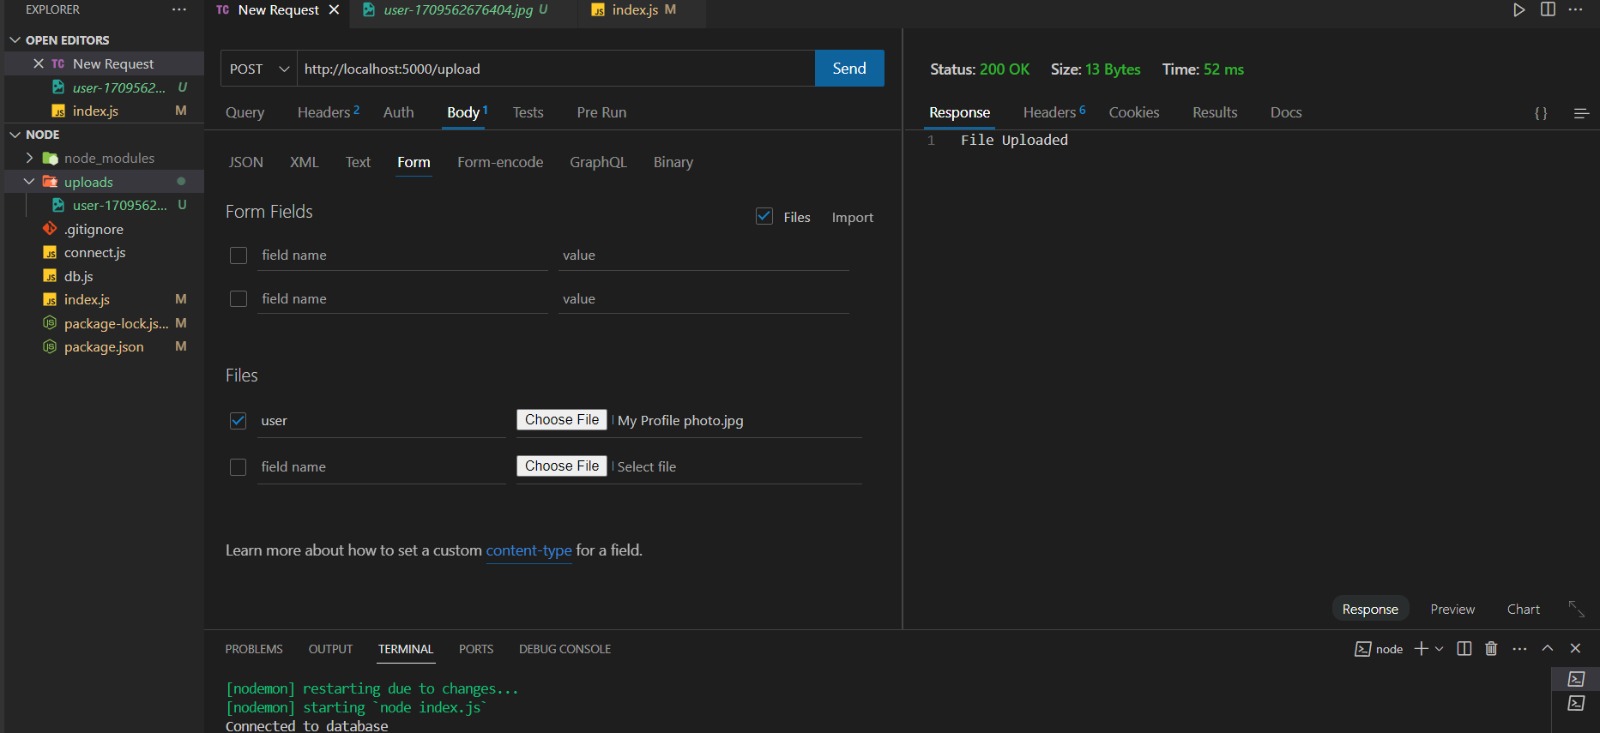 EXPLORER ...
OPEN EDITORS
TC New Request
user-1709562... U
JS index.js M
NODE
node_modules
uploads
user-1709562... U
.gitignore
JS connect.js
JS db.js
JS index.js M
package-lock.js... M
package.json M
TC New Request
user-1709562676404.jpg U
JS index.js M
POST http://localhost:5000/upload Send
Query Headers 2 Auth Body 1 Tests Pre Run
JSON XML Text Form Form-encode GraphQL Binary
Form Fields Files Import
field name value
field name value
Files
user Choose File My Profile photo.jpg
field name Choose File Select file
Learn more about how to set a custom content-type for a field.
Status: 200 OK Size: 13 Bytes Time: 52 ms
Response Headers 6 Cookies Results Docs {}
1 File Uploaded
Response Preview Chart
PROBLEMS OUTPUT TERMINAL PORTS DEBUG CONSOLE node
[nodemon] restarting due to changes...
[nodemon] starting `node index.js`
Connected to database